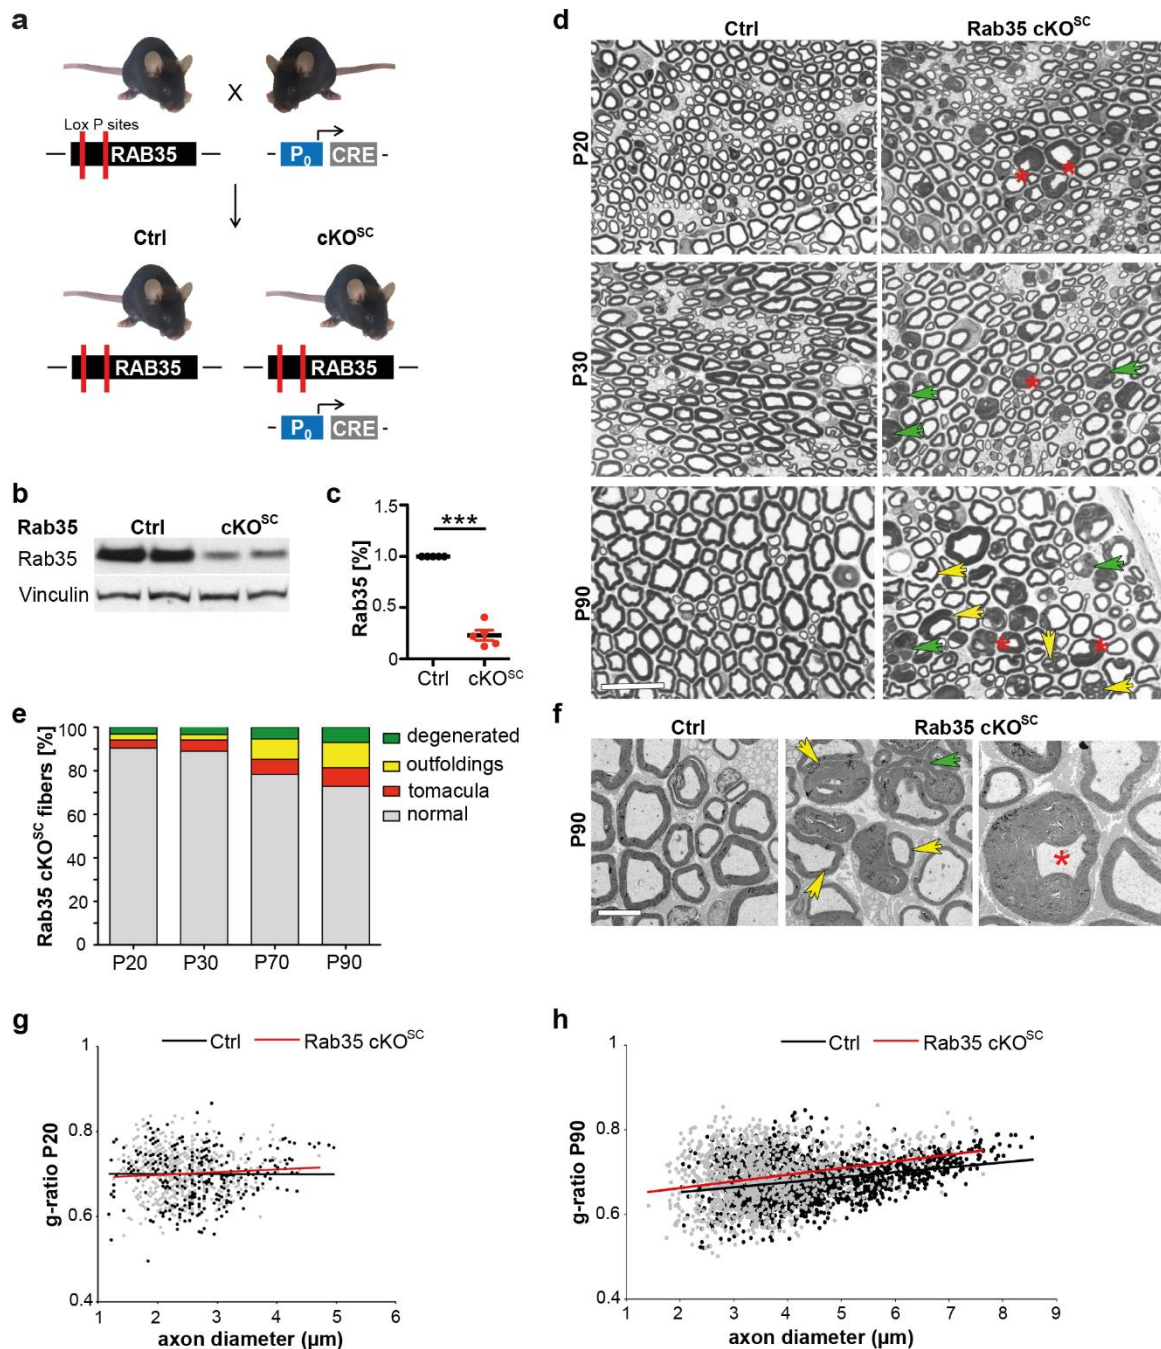 a
X
Lox P sites
RAB35
P0 CRE
Ctrl
cKOSC
RAB35
RAB35
P0 CRE
b
Rab35 Ctrl cKOSC
Rab35
Vinculin
c
Rab35 [%]
1.5
1.0
0.5
0
***
Ctrl cKOSC
d
Ctrl Rab35 cKOSC
P20
* *
P30
*
P90
* *
e
Rab35 cKOSC fibers [%]
100
80
60
40
20
0
P20 P30 P70 P90
degenerated
outfoldings
tomacula
normal
f
Ctrl Rab35 cKOSC
P90
*
g
Ctrl Rab35 cKOSC
g-ratio P20
1
0.8
0.6
0.4
1 2 3 4 5 6
axon diameter (µm)
h
Ctrl Rab35 cKOSC
g-ratio P90
1
0.8
0.6
0.4
1 2 3 4 5 6 7 8 9
axon diameter (µm)